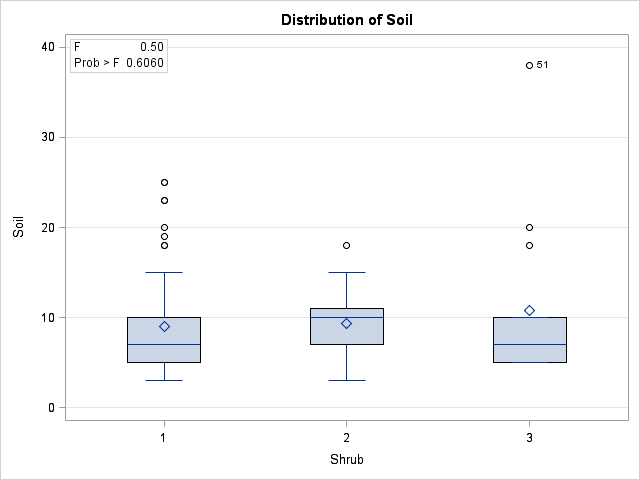 Distribution of Soil
F 0.50
Prob > F 0.6060
40
30
20
10
0
Soil
51
1 2 3
Shrub